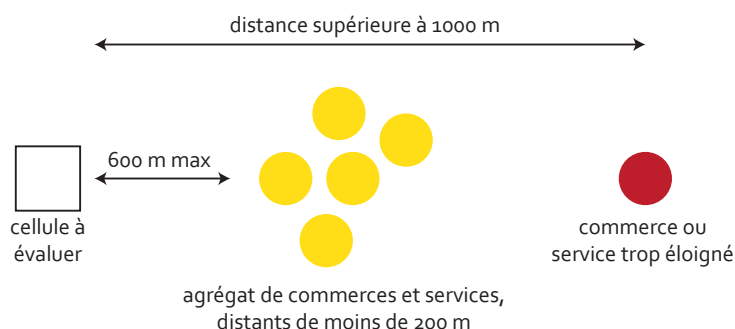 distance supérieure à 1000 m
600 m max
cellule à
évaluer
commerce ou
service trop éloigné
agrégat de commerces et services,
distants de moins de 200 m